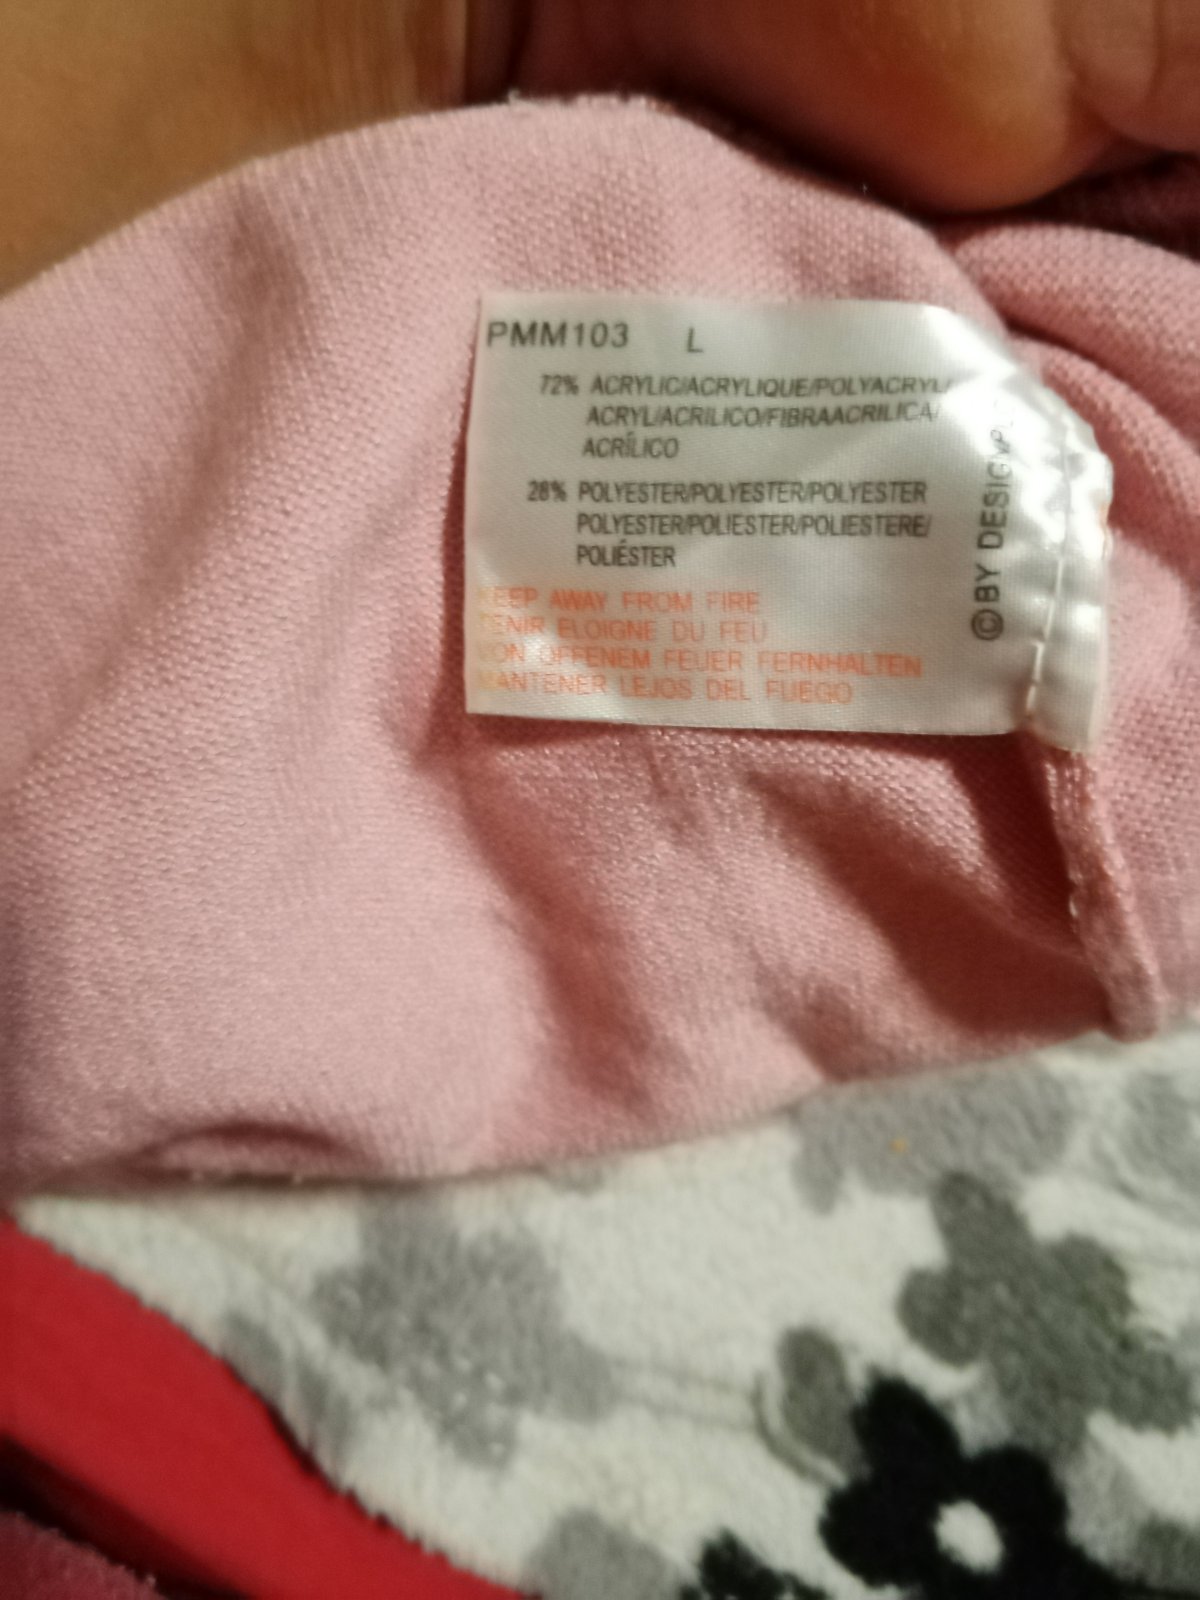 PMM103 L
72% ACRYLIC/ACRYLIQUE/POLYACRYL/
ACRYL/ACRILICO/FIBRAACRILICA/
ACRÍLICO
28% POLYESTER/POLYESTER/POLYESTER
POLYESTER/POLIESTER/POLIESTERE/
POLIÉSTER
KEEP AWAY FROM FIRE
TENIR ELOIGNE DU FEU
VON OFFENEM FEUER FERNHALTEN
MANTENER LEJOS DEL FUEGO
©BY DESIGN